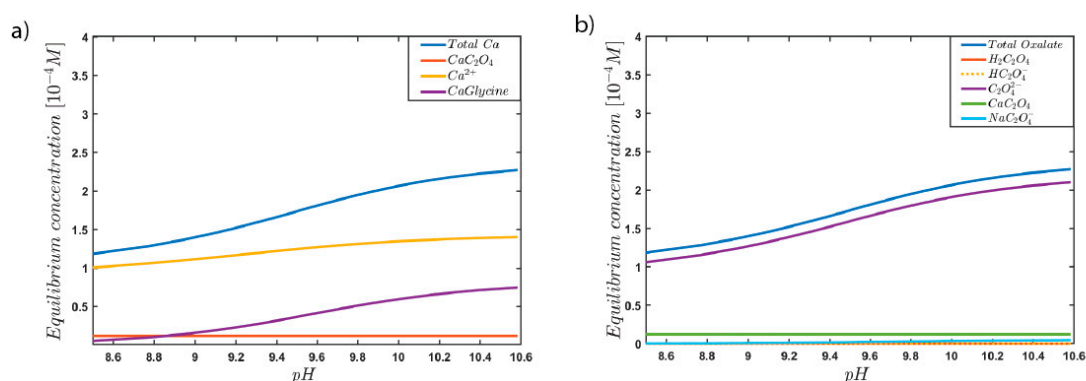 a)
Equilibrium concentration [10⁻⁴M]
4
3.5
3
2.5
2
1.5
1
0.5
8.6 8.8 9 9.2 9.4 9.6 9.8 10 10.2 10.4 10.6
pH
Total Ca
CaC₂O₄
Ca²⁺
CaGlycine
b)
Equilibrium concentration [10⁻⁴M]
4
3.5
3
2.5
2
1.5
1
0.5
0
8.6 8.8 9 9.2 9.4 9.6 9.8 10 10.2 10.4 10.6
pH
Total Oxalate
H₂C₂O₄
HC₂O₄⁻
C₂O₄²⁻
CaC₂O₄
NaC₂O₄⁻